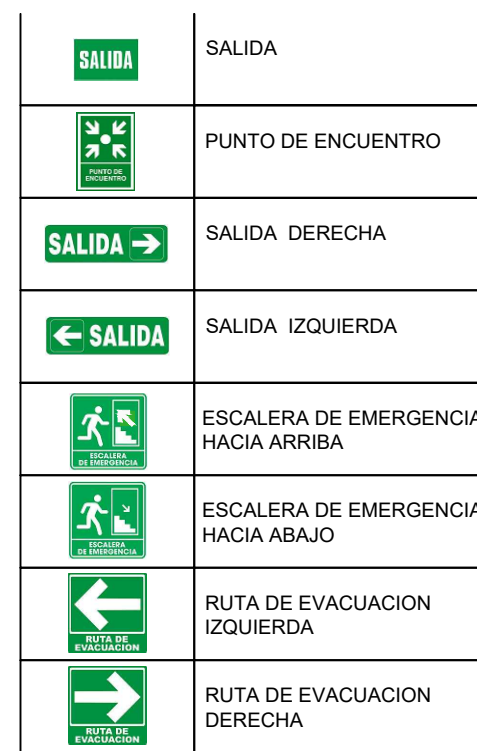 SALIDA
SALIDA
PUNTO DE
ENCUENTRO
PUNTO DE ENCUENTRO
SALIDA
SALIDA DERECHA
SALIDA
SALIDA IZQUIERDA
ESCALERA
DE EMERGENCIA
ESCALERA DE EMERGENCIA
HACIA ARRIBA
ESCALERA
DE EMERGENCIA
ESCALERA DE EMERGENCIA
HACIA ABAJO
RUTA DE
EVACUACION
RUTA DE EVACUACION
IZQUIERDA
RUTA DE
EVACUACION
RUTA DE EVACUACION
DERECHA